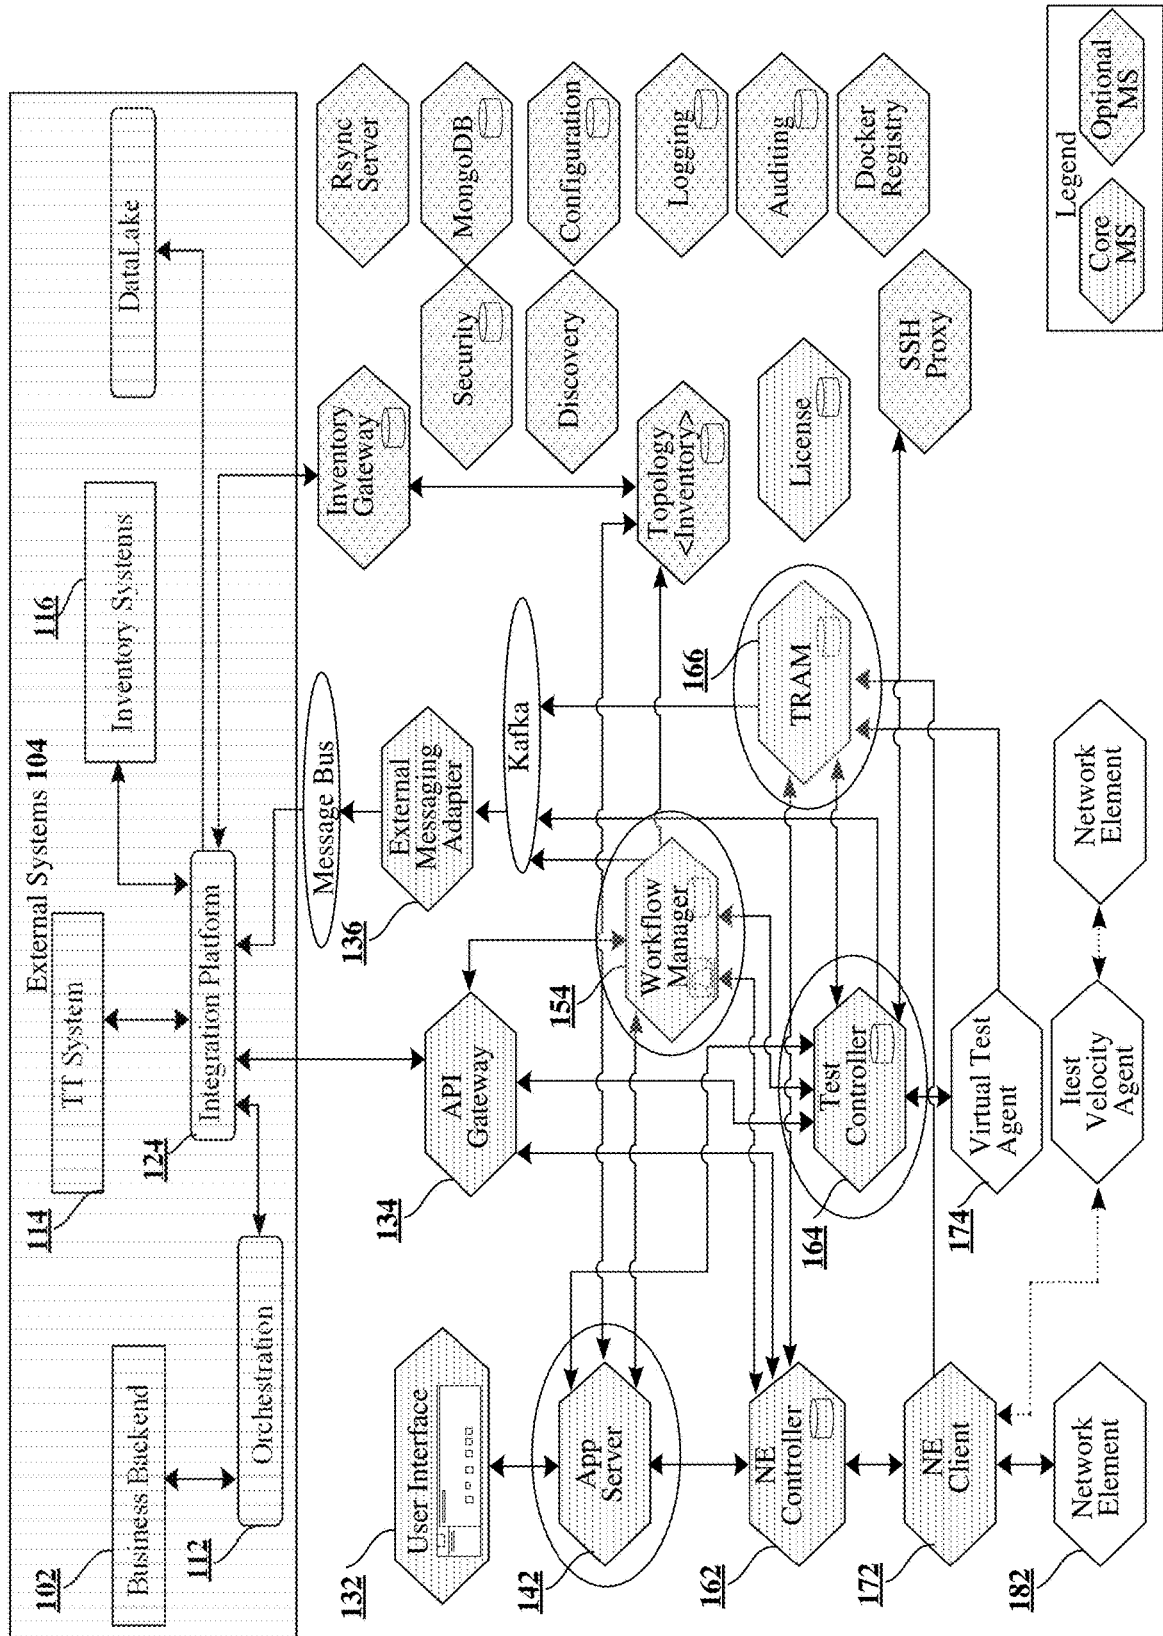 External Systems 104
102
Business Backend
114
TT System
116
Inventory Systems
DataLake
112
Orchestration
124
Integration Platform
Message Bus
Rsync
Server
132
User Interface
134
API
Gateway
136
External
Messaging
Adapter
Inventory
Gateway
Security
MongoDB
Kafka
Discovery
Configuration
142
App
Server
154
Workflow
Manager
Topology
<Inventory>
Logging
166
TRAM
License
Auditing
162
NE
Controller
164
Test
Controller
SSH
Proxy
Docker
Registry
172
NE
Client
174
Virtual Test
Agent
182
Network
Element
Itest
Velocity
Agent
Network
Element
Legend
Core
MS
Optional
MS